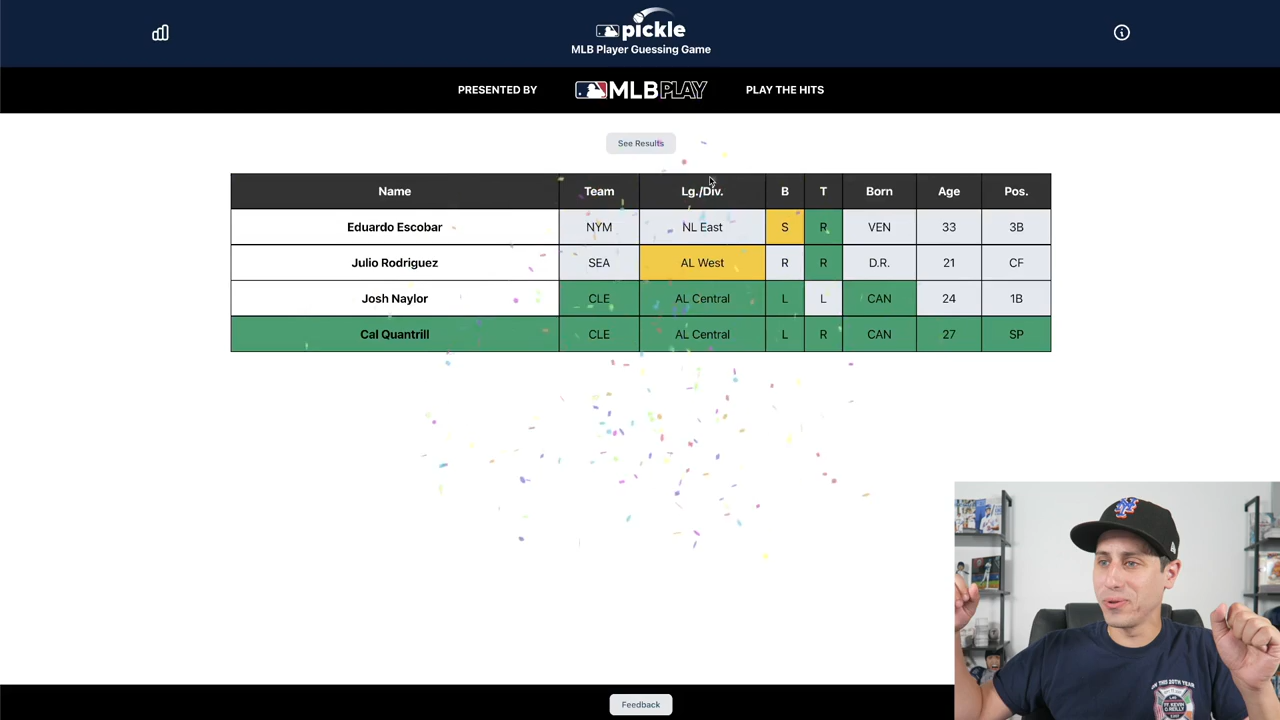 pickle
MLB Player Guessing Game
PRESENTED BY MLB PLAY PLAY THE HITS
See Results
Name Team Lg./Div. B T Born Age Pos.
Eduardo Escobar NYM NL East S R VEN 33 3B
Julio Rodriguez SEA AL West R R D.R. 21 CF
Josh Naylor CLE AL Central L L CAN 24 1B
Cal Quantrill CLE AL Central L R CAN 27 SP
Feedback